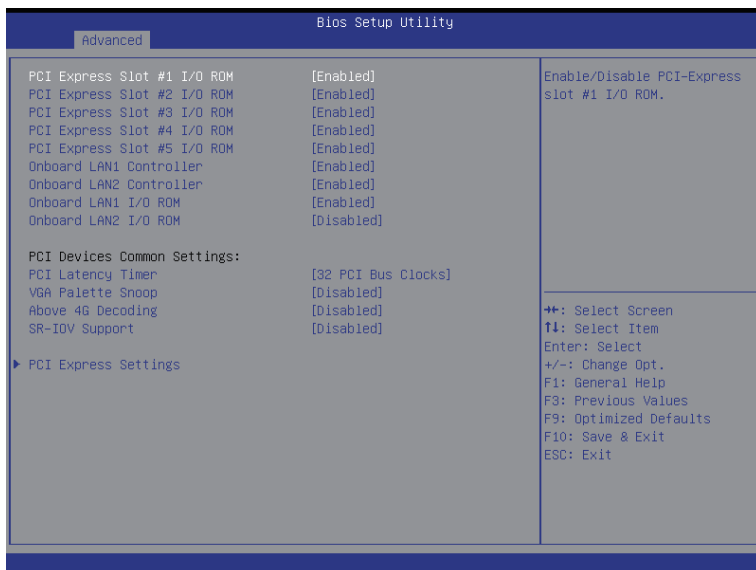 Bios Setup Utility
Advanced
PCI Express Slot #1 I/O ROM [Enabled]
PCI Express Slot #2 I/O ROM [Enabled]
PCI Express Slot #3 I/O ROM [Enabled]
PCI Express Slot #4 I/O ROM [Enabled]
PCI Express Slot #5 I/O ROM [Enabled]
Onboard LAN1 Controller [Enabled]
Onboard LAN2 Controller [Enabled]
Onboard LAN1 I/O ROM [Enabled]
Onboard LAN2 I/O ROM [Disabled]
PCI Devices Common Settings:
PCI Latency Timer [32 PCI Bus Clocks]
VGA Palette Snoop [Disabled]
Above 4G Decoding [Disabled]
SR-IOV Support [Disabled]
PCI Express Settings
Enable/Disable PCI-Express
slot #1 I/O ROM.
→←: Select Screen
↑↓: Select Item
Enter: Select
+/-: Change Opt.
F1: General Help
F3: Previous Values
F9: Optimized Defaults
F10: Save & Exit
ESC: Exit